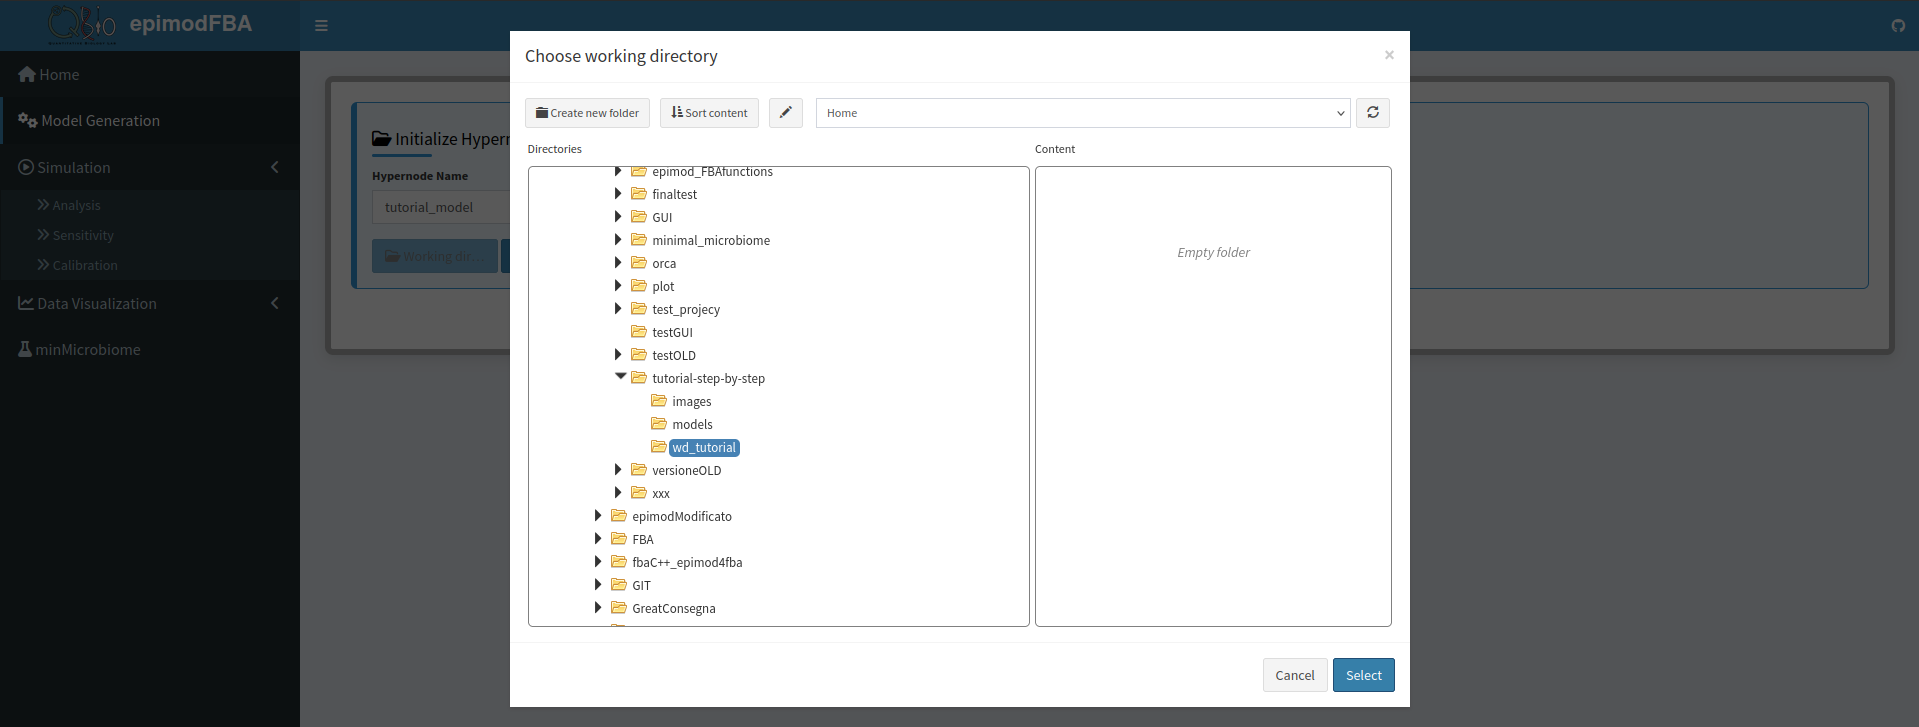 QBio epimodFBA
Home
Model Generation
Simulation
Analysis
Sensitivity
Calibration
Data Visualization
minMicrobiome
Initialize Hypern
Hypernode Name
tutorial_model
Working dir...
Choose working directory
×
Create new folder
Sort content
Home
Directories
Content
epimod_FBAfunctions
finaltest
GUI
minimal_microbiome
orca
plot
test_projecy
testGUI
testOLD
tutorial-step-by-step
images
models
wd_tutorial
versioneOLD
xxx
epimodModificato
FBA
fbaC++_epimod4fba
GIT
GreatConsegna
Empty folder
Cancel
Select